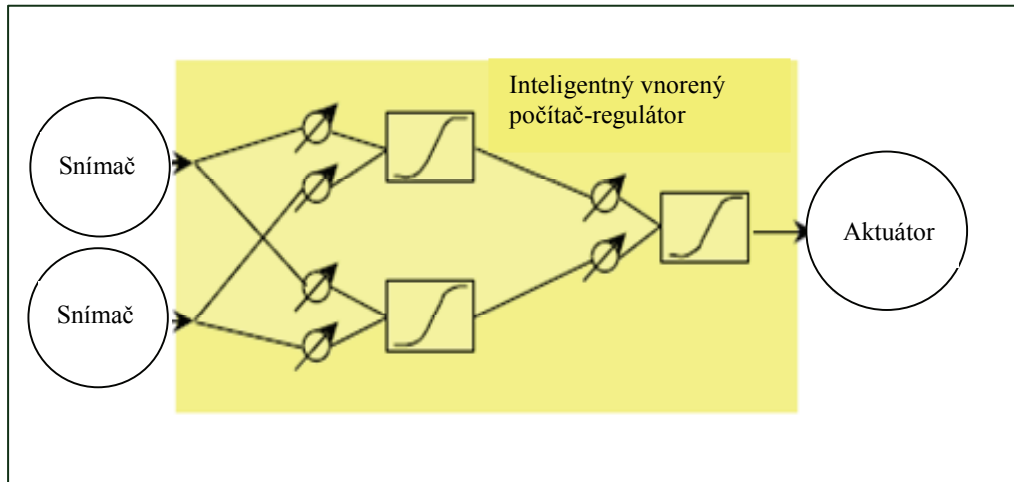 Inteligentný vnorený
počítač-regulátor
Snímač
Aktuátor
Snímač